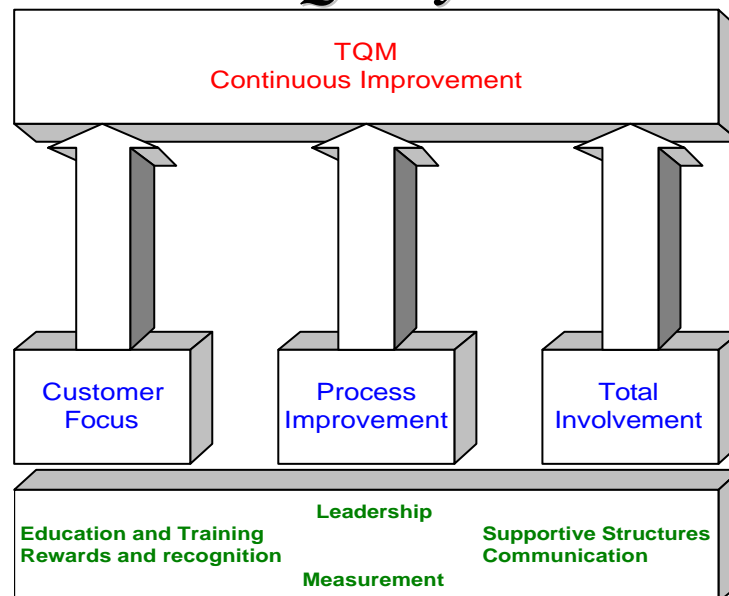 TQM
Continuous Improvement
Customer
Focus
Process
Improvement
Total
Involvement
Leadership
Education and Training
Rewards and recognition
Supportive Structures
Communication
Measurement